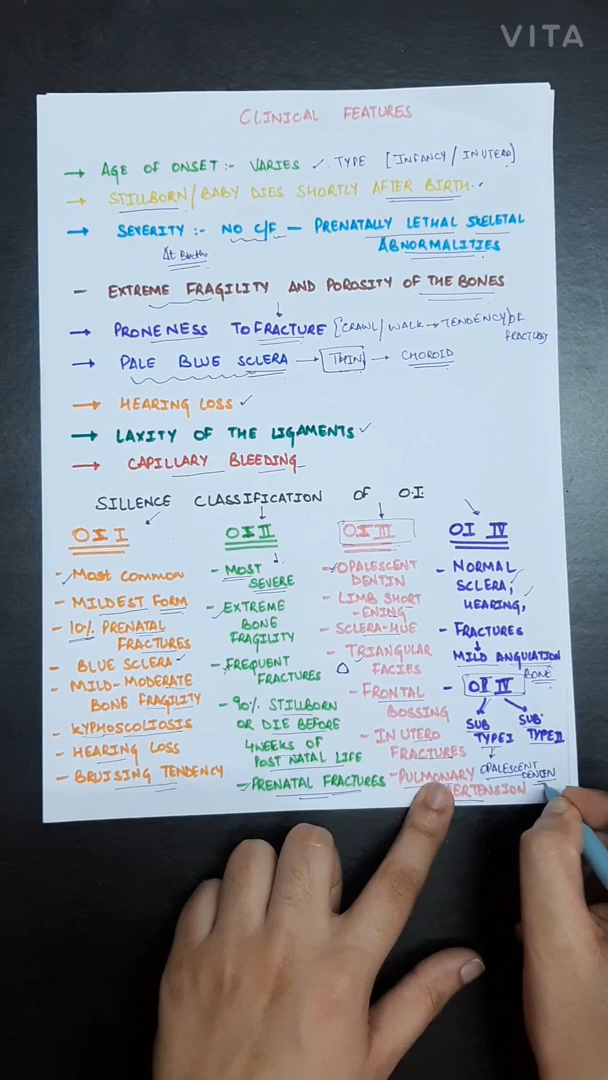 VITA
CLINICAL FEATURES
→ AGE OF ONSET :- VARIES ✓ TYPE [INFANCY / INUTERO]
→ STILLBORN / BABY DIES SHORTLY AFTER BIRTH.
→ SEVERITY :- NO C/F — PRENATALLY LETHAL SKELETAL
At Birth
ABNORMALITIES
- EXTREME FRAGILITY AND POROSITY OF THE BONES
→ PRONENESS TO FRACTURE [CRAWL / WALK → TENDENCY OF
FRACTURES]
→ PALE BLUE SCLERA → THIN → CHOROID
→ HEARING LOSS ✓
→ LAXITY OF THE LIGAMENTS ✓
→ CAPILLARY BLEEDING
SILLENCE CLASSIFICATION OF O.I.
OI I
- MOST COMMON
- MILDEST FORM
- 10% PRENATAL
FRACTURES
- BLUE SCLERA
- MILD-MODERATE
BONE FRAGILITY
- KYPHOSCOLIOSIS
- HEARING LOSS
- BRUISING TENDENCY
OI II
- MOST
SEVERE
- EXTREME
BONE
FRAGILITY
- FREQUENT
FRACTURES
- 90% STILLBORN
OR DIE BEFORE
4 WEEKS OF
POST NATAL LIFE
- PRENATAL FRACTURES
OI III
- OPALESCENT
DENTIN
- LIMB SHORT
-ENING
- SCLERA-HUE
- TRIANGULAR
FACIES
- FRONTAL
BOSSING
- IN UTERO
FRACTURES
- PULMONARY
ERTENSION
OI IV
- NORMAL
SCLERA,
HEARING,
- FRACTURES
MILD ANGULATION
BONE
- OI IV
SUB
TYPE I
SUB
TYPE II
OPALESCENT
DENTIN